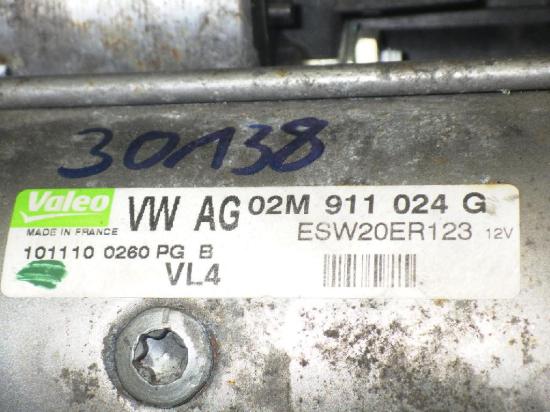 30138
Valeo VW AG 02M 911 024 G
MADE IN FRANCE ESW20ER123 12V
101110 0260 PG B
VL4